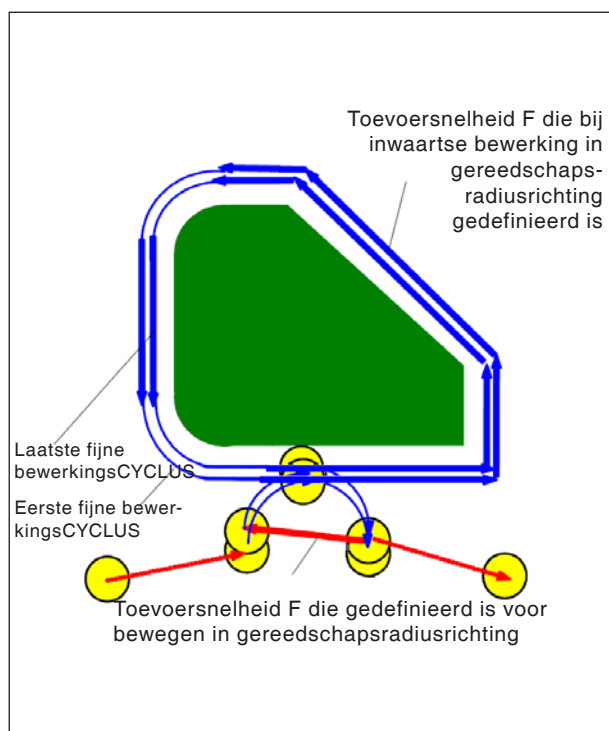 Toevoersnelheid F die bij
inwaartse bewerking in
gereedschaps-
radiusrichting
gedefinieerd is
Laatste fijne
bewerkingsCYCLUS
Eerste fijne bewer-
kingsCYCLUS
Toevoersnelheid F die gedefinieerd is voor
bewegen in gereedschapsradiusrichting